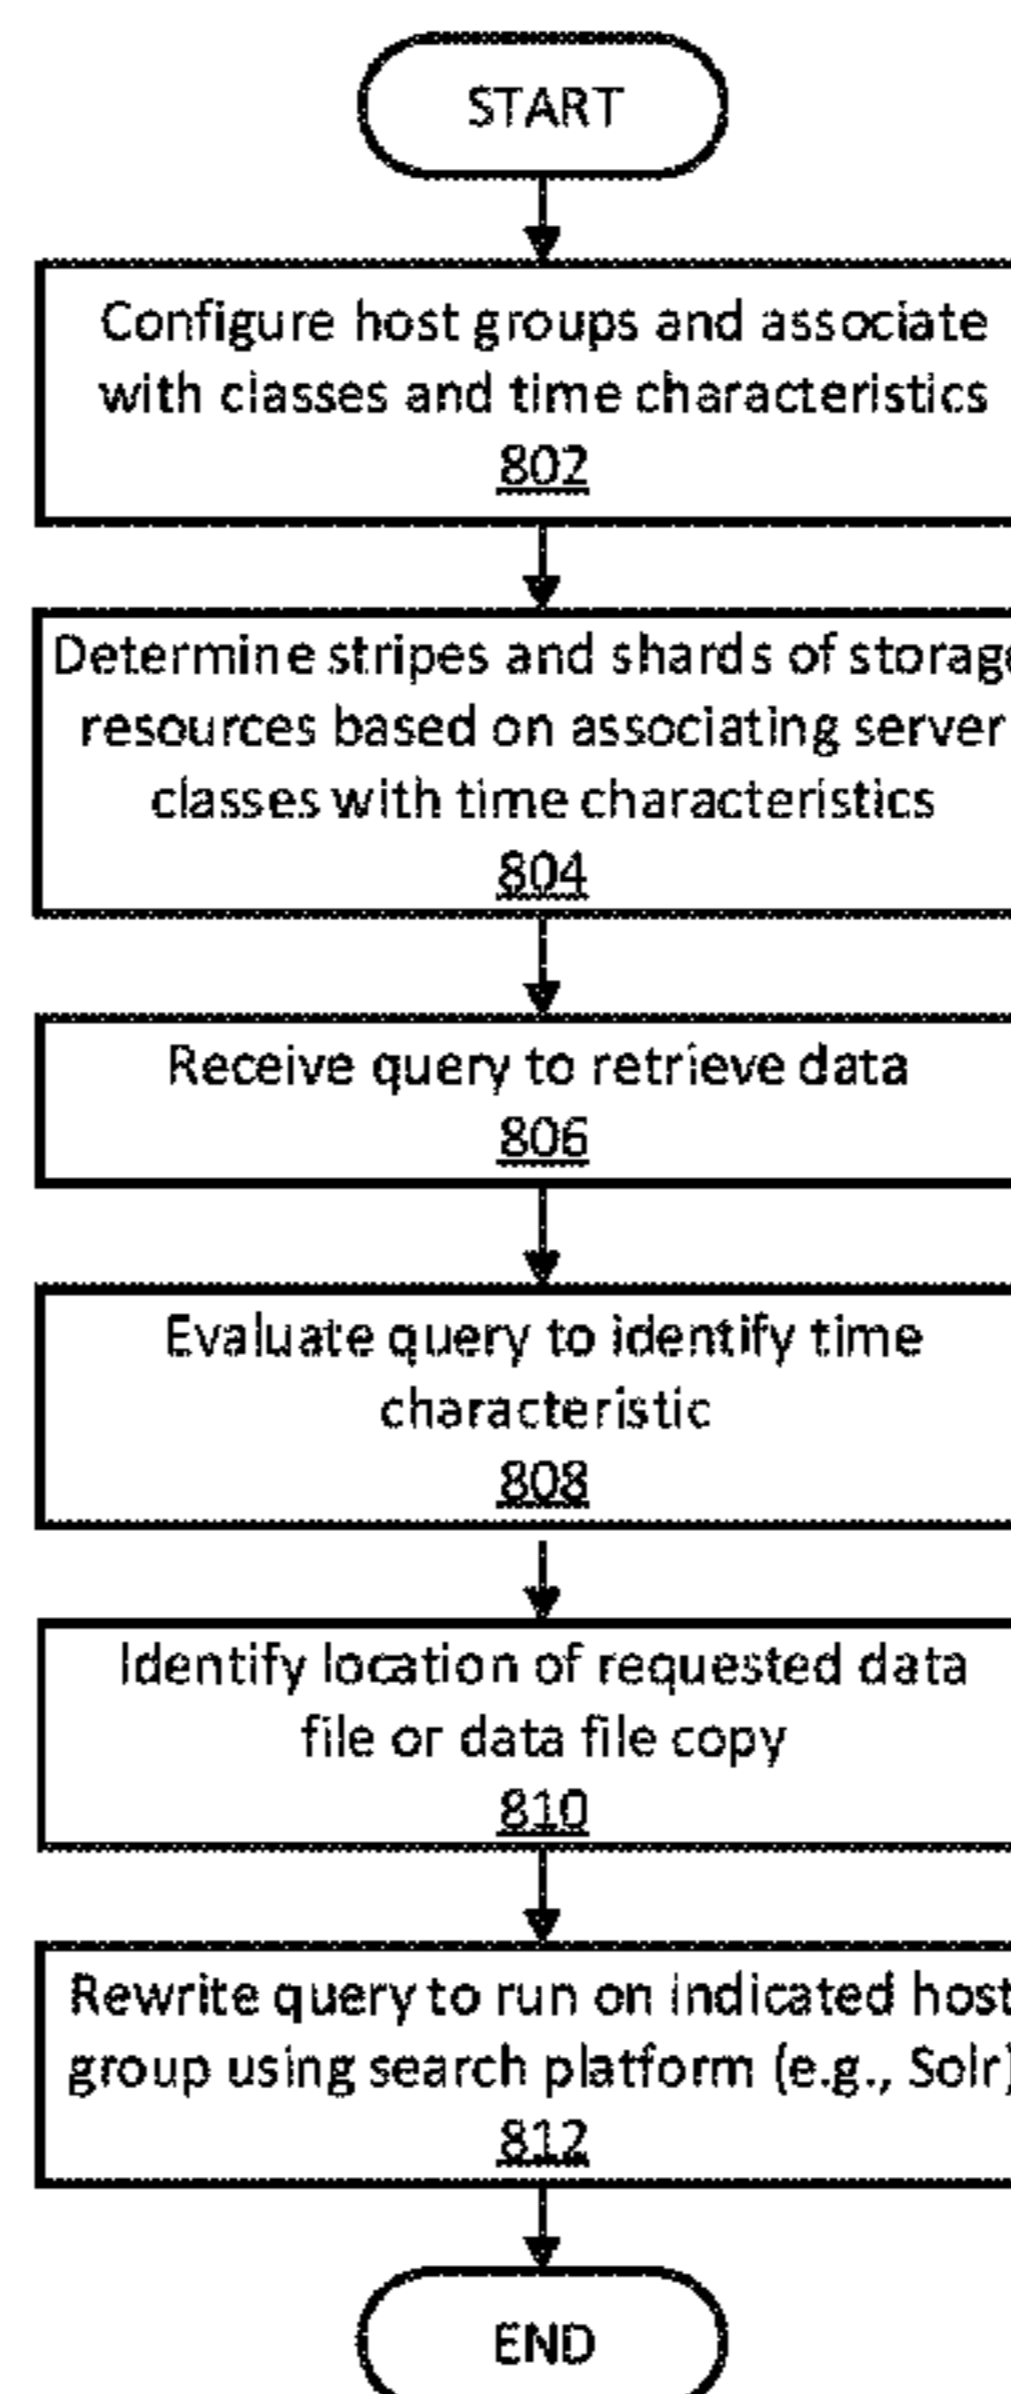 START
Configure host groups and associate
with classes and time characteristics
802
Determine stripes and shards of storage
resources based on associating server
classes with time characteristics
804
Receive query to retrieve data
806
Evaluate query to identify time
characteristic
808
Identify location of requested data
file or data file copy
810
Rewrite query to run on indicated host
group using search platform (e.g., Solr)
812
END